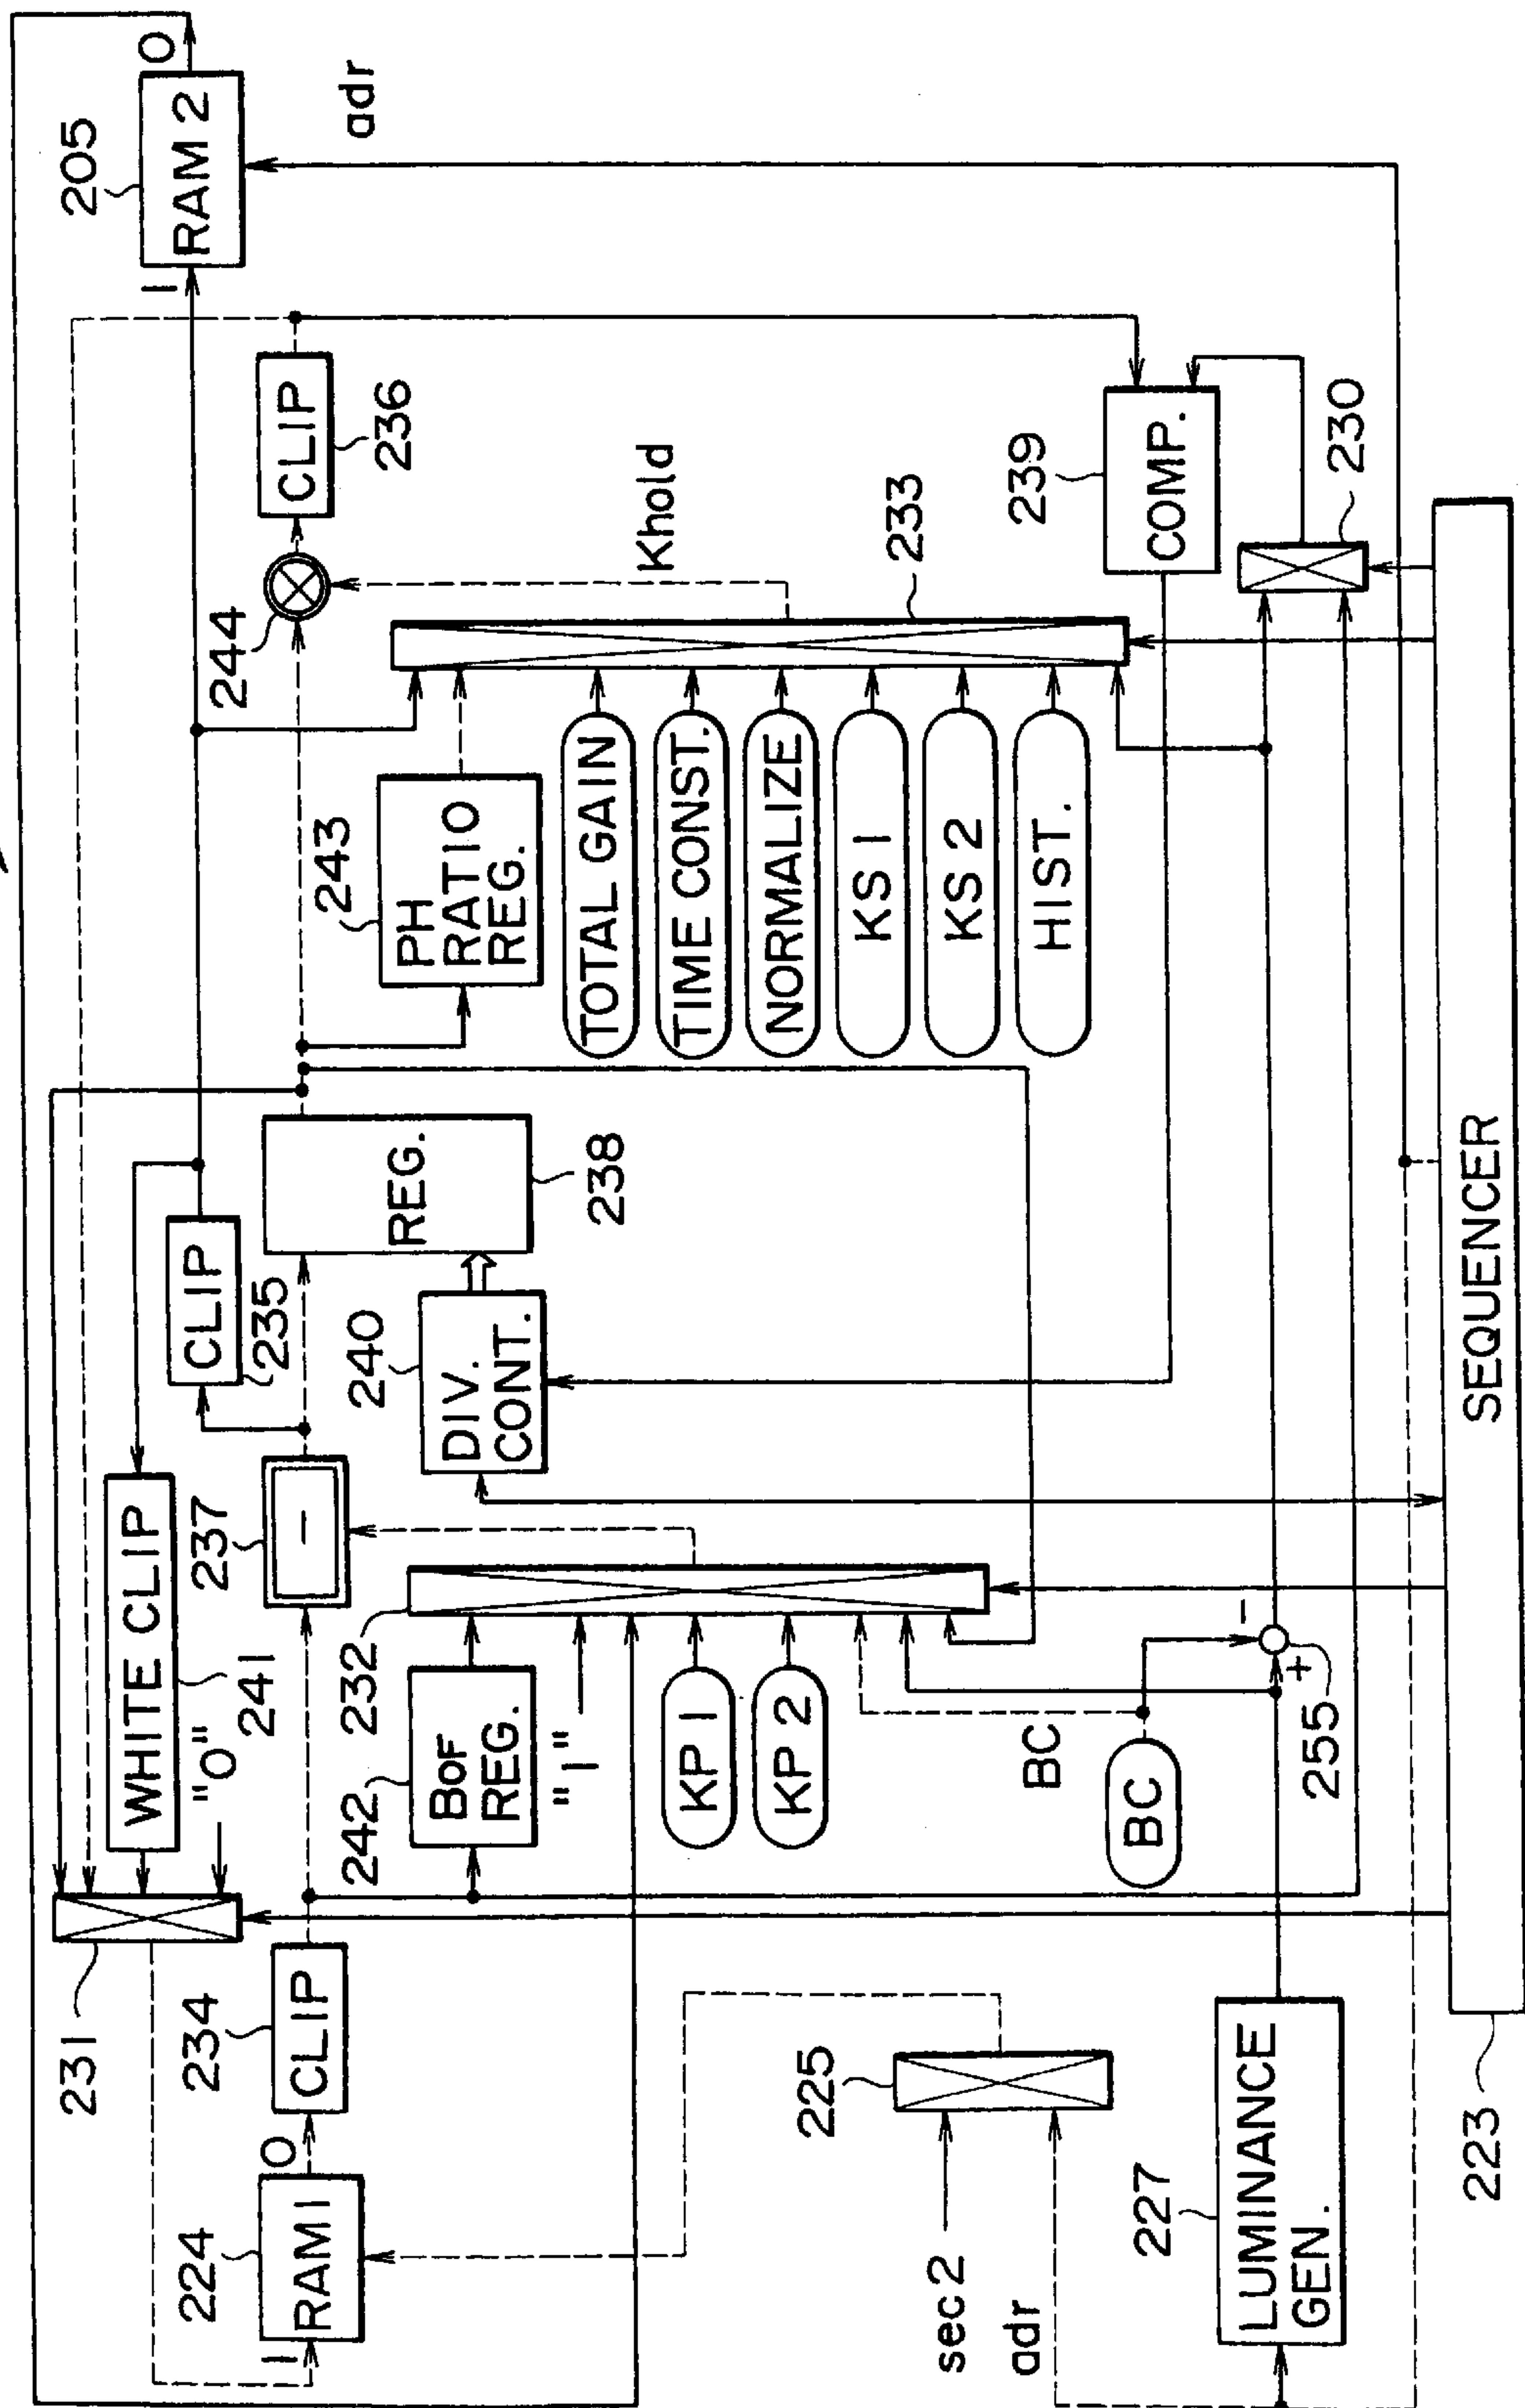 RAM 2
205
I
O
adr
CLIP
236
244
Khold
233
PH
RATIO
REG.
243
TOTAL GAIN
TIME CONST.
NORMALIZE
KS 1
KS 2
HIST.
COMP.
239
230
REG.
238
CLIP
235
DIV.
CONT.
240
WHITE CLIP
241
"0"
231
−
237
232
BOF
REG.
242
"1"
KP 1
KP 2
BC
BC
−
+
255
CLIP
234
RAM 1
224
I
O
225
sec 2
adr
LUMINANCE
GEN.
227
SEQUENCER
223